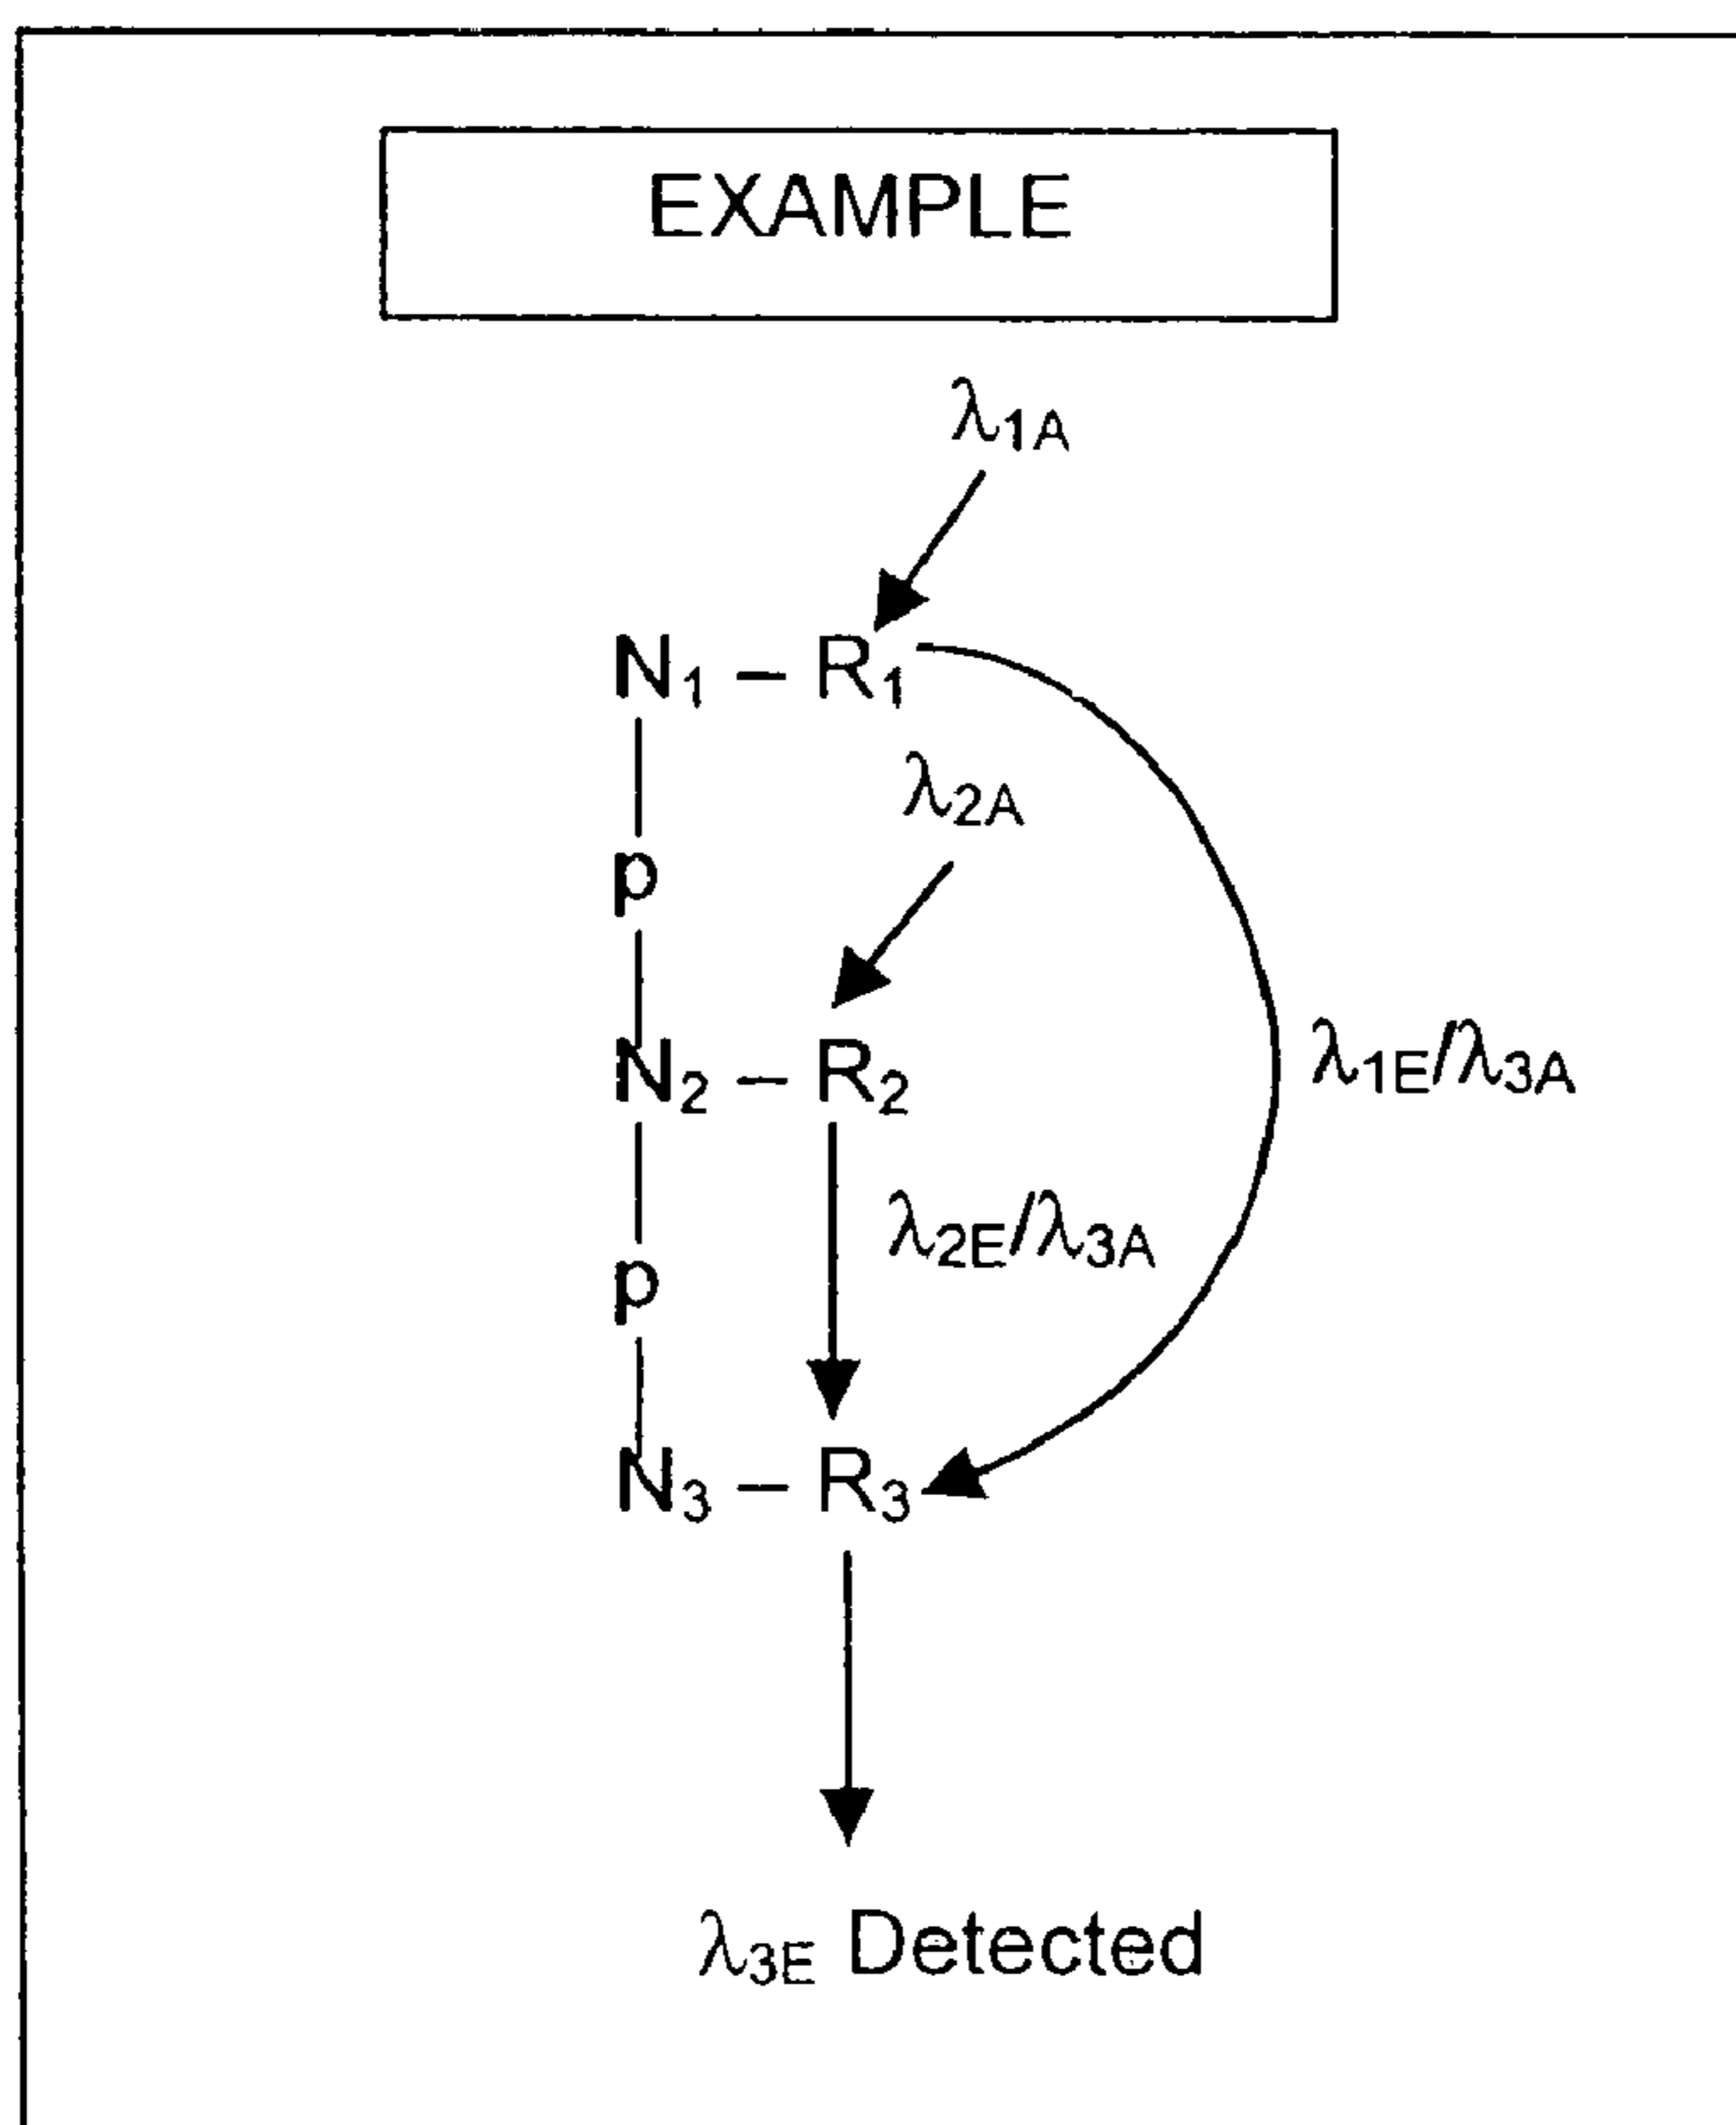 EXAMPLE
λ1A
N1 – R1
λ2A
p
N2 – R2
λ1E/λ3A
λ2E/λ3A
p
N3 – R3
λ3E Detected